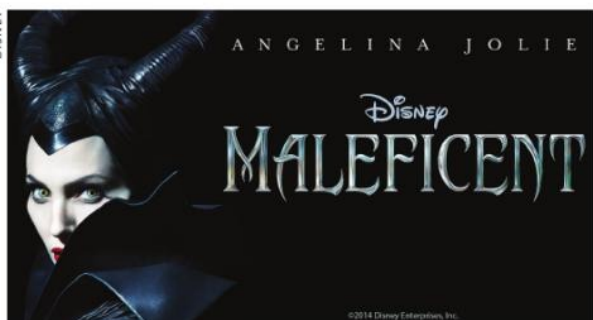 ANGELINA JOLIE
Disney
MALEFICENT
©2014 Disney Enterprises, Inc.